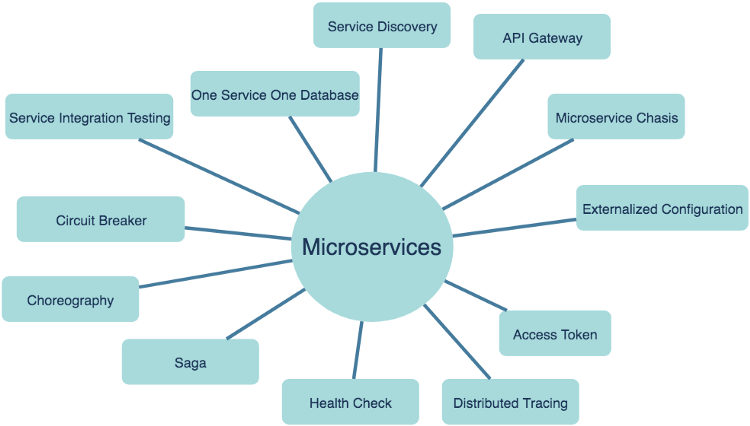 Service Discovery
API Gateway
One Service One Database
Service Integration Testing
Microservice Chasis
Externalized Configuration
Circuit Breaker
Microservices
Choreography
Access Token
Saga
Health Check
Distributed Tracing